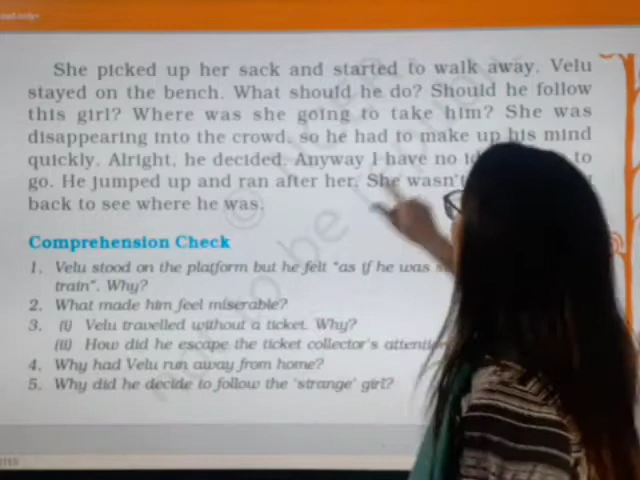 She picked up her sack and started to walk away. Velu
stayed on the bench. What should he do? Should he follow
this girl? Where was she going to take him? She was
disappearing into the crowd, so he had to make up his mind
quickly. Alright, he decided. Anyway I have no to
go. He jumped up and ran after her. She wasn't
back to see where he was.
Comprehension Check
1. Velu stood on the platform but he felt "as if he was
train". Why?
2. What made him feel miserable?
3. (i) Velu travelled without a ticket. Why?
(ii) How did he escape the ticket collector's attention
4. Why had Velu run away from home?
5. Why did he decide to follow the 'strange' girl?